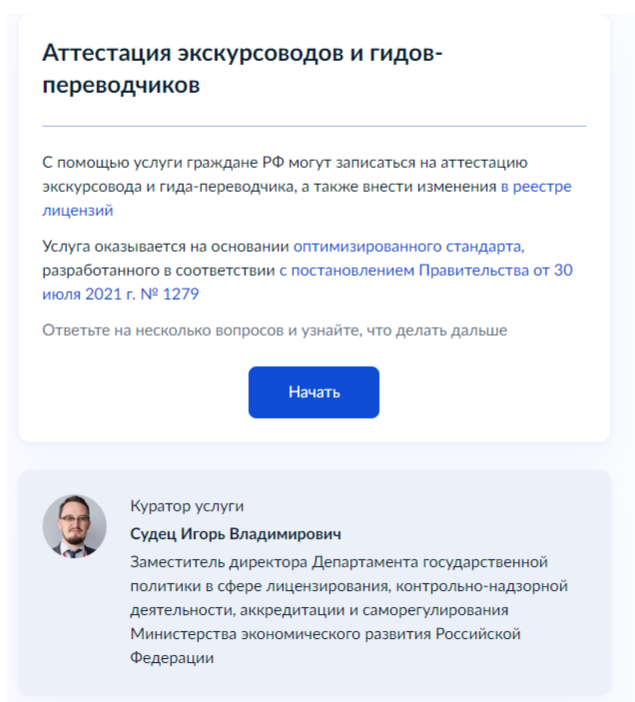 Аттестация экскурсоводов и гидов-
переводчиков
С помощью услуги граждане РФ могут записаться на аттестацию
экскурсовода и гида-переводчика, а также внести изменения в реестре
лицензий
Услуга оказывается на основании оптимизированного стандарта,
разработанного в соответствии с постановлением Правительства от 30
июля 2021 г. № 1279
Ответьте на несколько вопросов и узнайте, что делать дальше
Начать
Куратор услуги
Судец Игорь Владимирович
Заместитель директора Департамента государственной
политики в сфере лицензирования, контрольно-надзорной
деятельности, аккредитации и саморегулирования
Министерства экономического развития Российской
Федерации